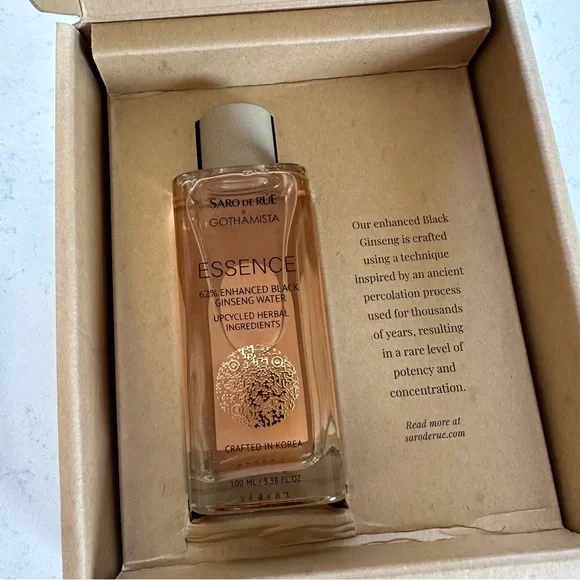 SARO DE RÚE
X
GOTHAMISTA
ESSENCE
62% ENHANCED BLACK
GINSENG WATER
UPCYCLED HERBAL
INGREDIENTS
CRAFTED IN KOREA
100 ML / 3.38 FL OZ
Our enhanced Black
Ginseng is crafted
using a technique
inspired by an ancient
percolation process
used for thousands
of years, resulting
in a rare level of
potency and
concentration.
Read more at
saroderue.com